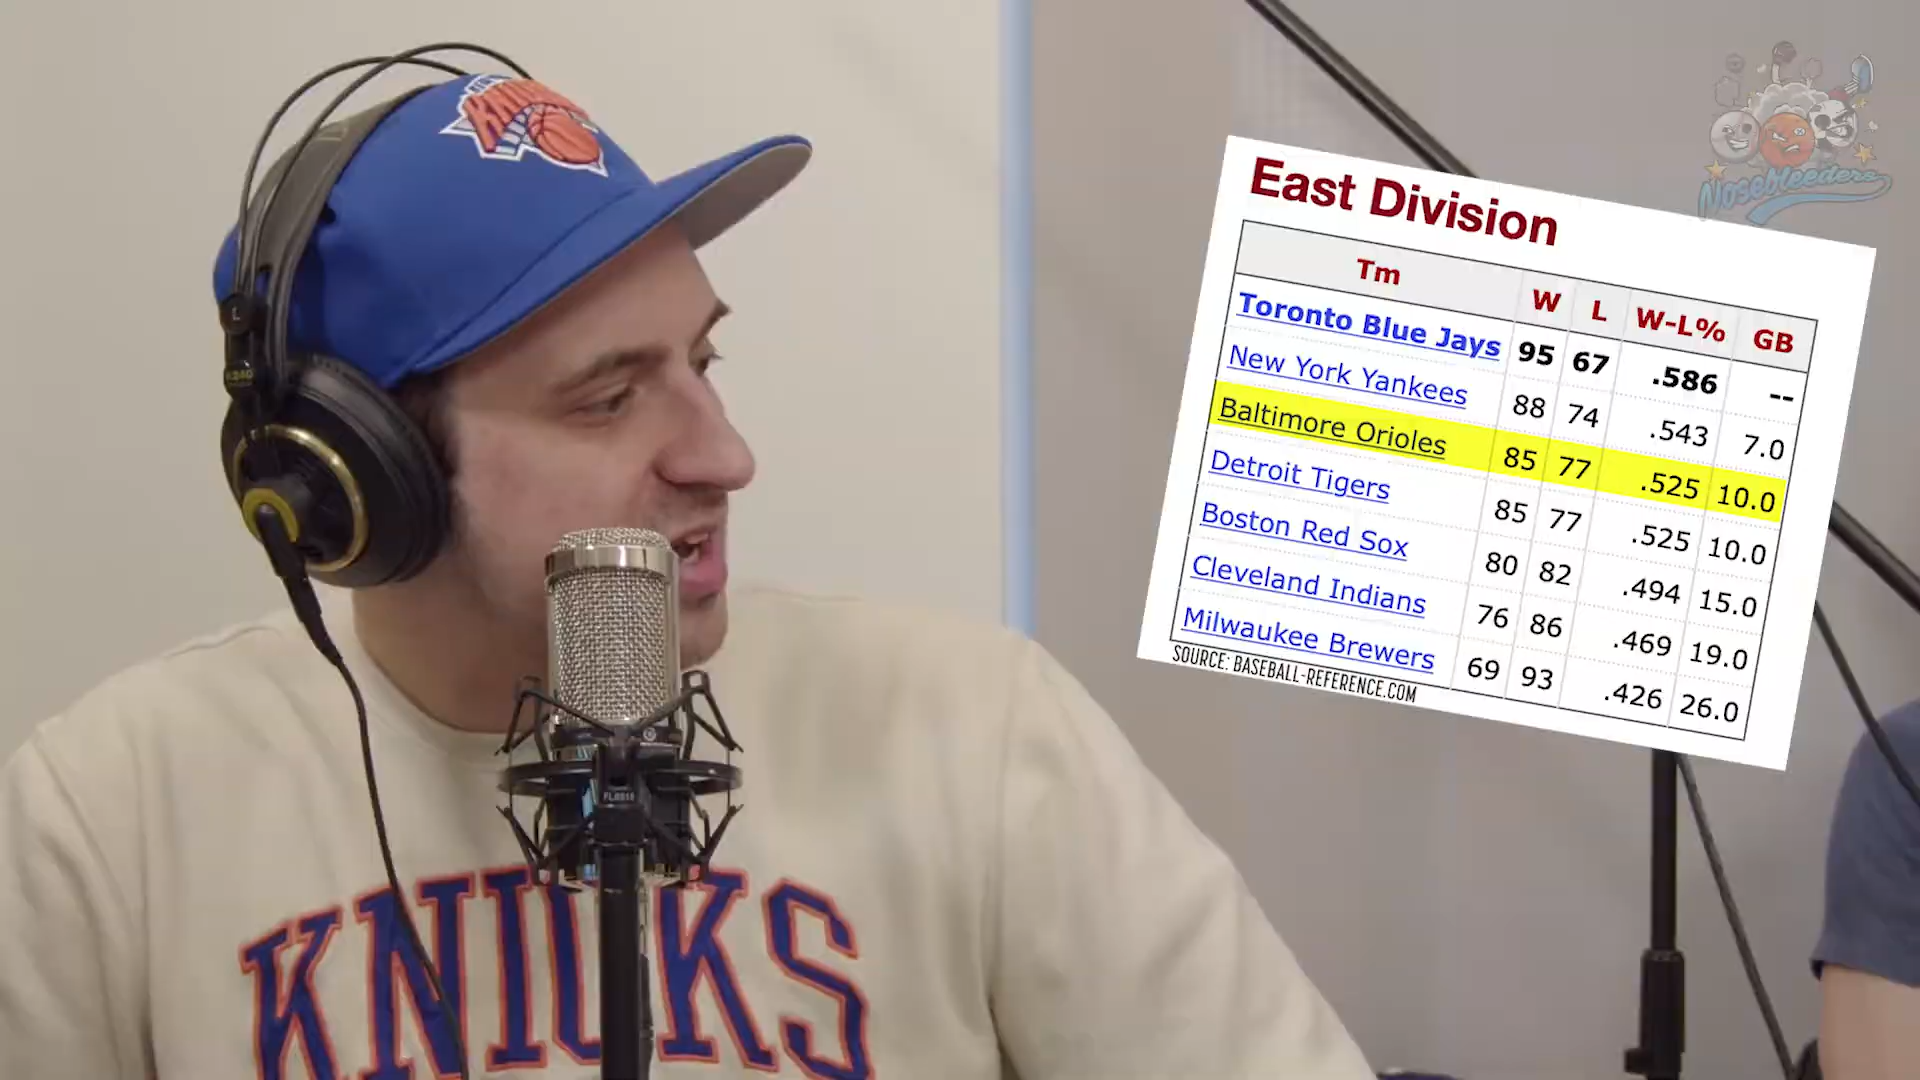 KNICKS
L
K240
FL6915
KNICKS
Nosebleeders
East Division
Tm W L W-L% GB
Toronto Blue Jays 95 67 .586 --
New York Yankees 88 74 .543 7.0
Baltimore Orioles 85 77 .525 10.0
Detroit Tigers 85 77 .525 10.0
Boston Red Sox 80 82 .494 15.0
Cleveland Indians 76 86 .469 19.0
Milwaukee Brewers 69 93 .426 26.0
SOURCE: BASEBALL-REFERENCE.COM